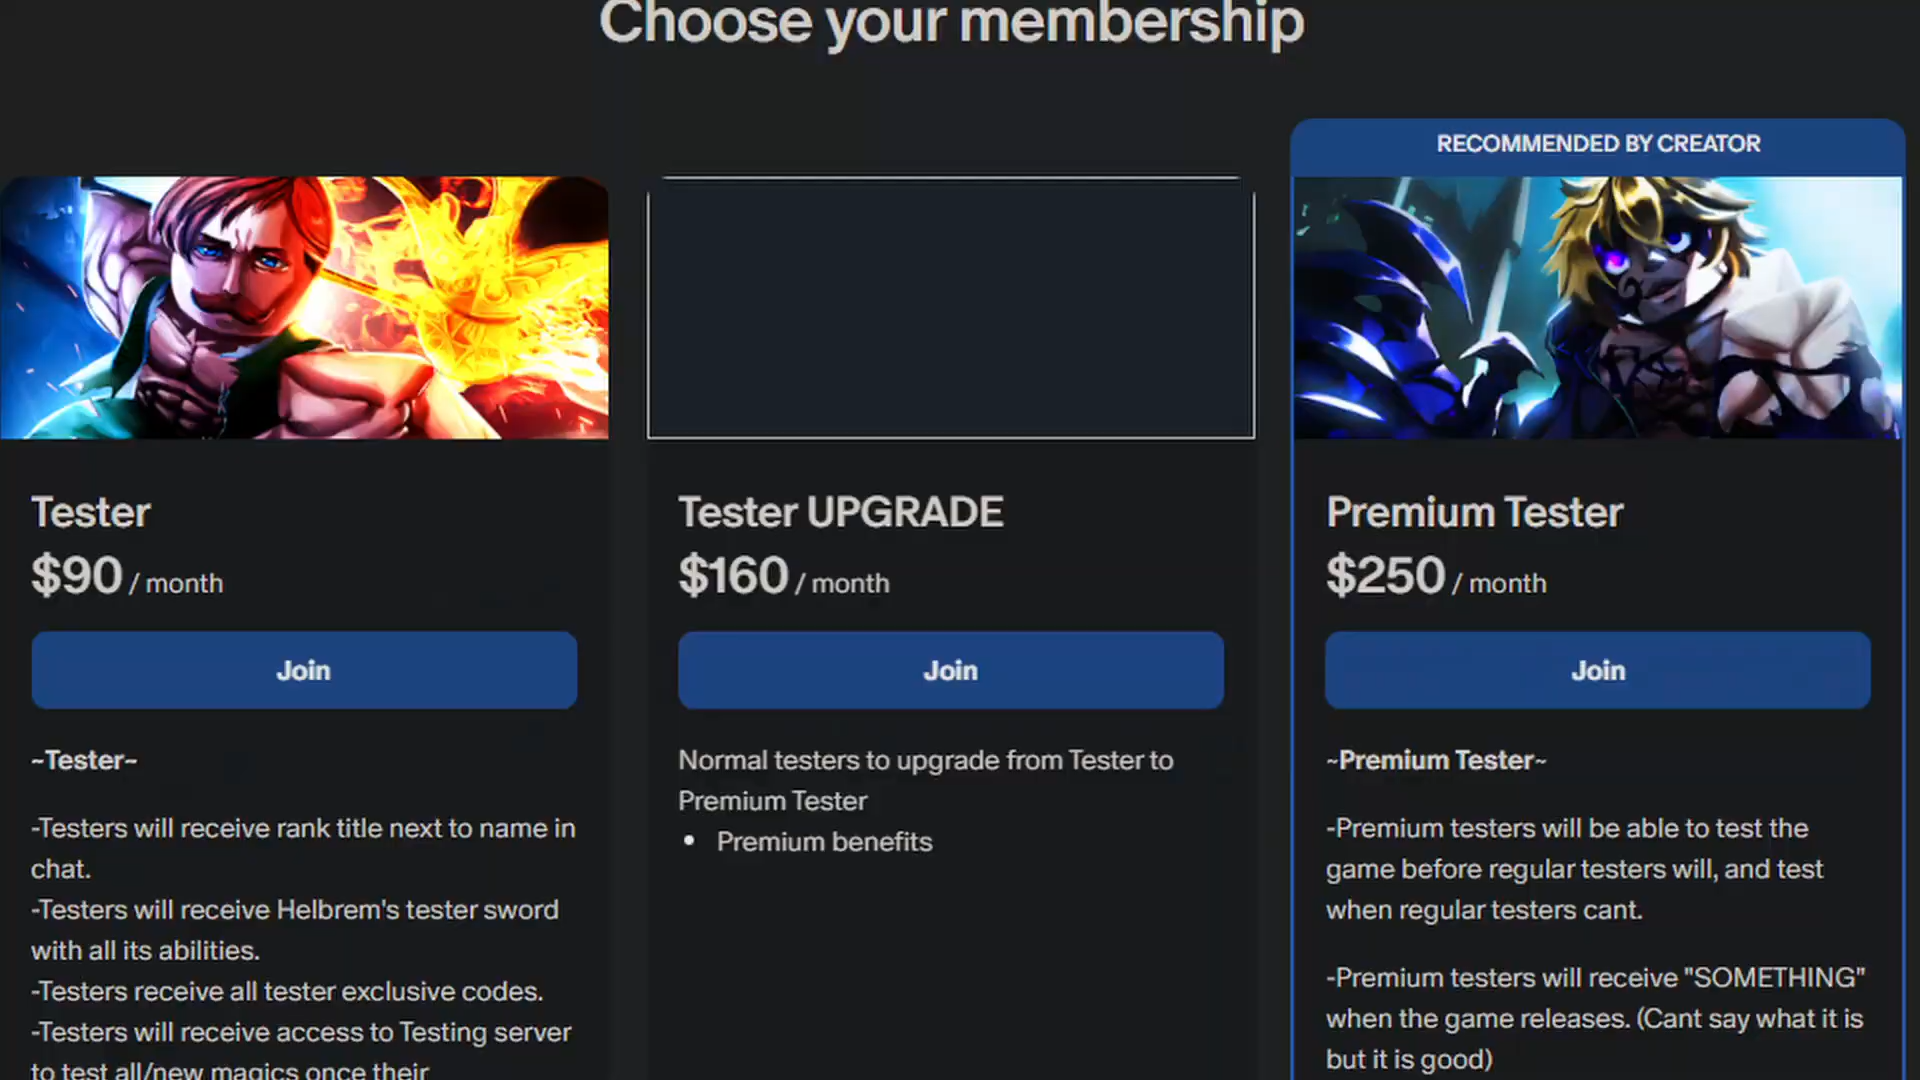 Choose your membership
RECOMMENDED BY CREATOR
Tester
$90 / month
Join
~Tester~
-Testers will receive rank title next to name in
chat.
-Testers will receive Helbrem's tester sword
with all its abilities.
-Testers receive all tester exclusive codes.
-Testers will receive access to Testing server
to test all/new magics once their
Tester UPGRADE
$160 / month
Join
Normal testers to upgrade from Tester to
Premium Tester
• Premium benefits
Premium Tester
$250 / month
Join
~Premium Tester~
-Premium testers will be able to test the
game before regular testers will, and test
when regular testers cant.
-Premium testers will receive "SOMETHING"
when the game releases. (Cant say what it is
but it is good)